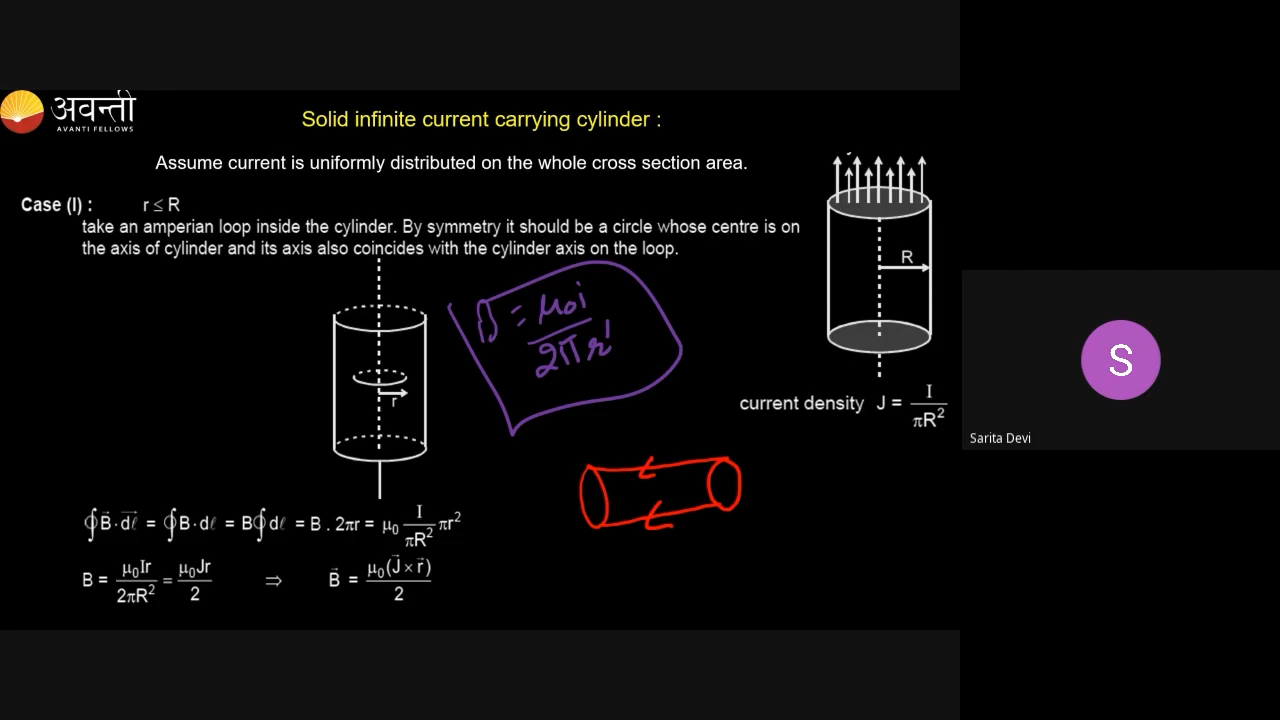 अवन्ती
AVANTI FELLOWS
Solid infinite current carrying cylinder :
Assume current is uniformly distributed on the whole cross section area.
Case (I) : r ≤ R
take an amperian loop inside the cylinder. By symmetry it should be a circle whose centre is on
the axis of cylinder and its axis also coincides with the cylinder axis on the loop.
R
B = μ₀i / 2πr'
r
current density J = I / πR²
S
Sarita Devi
∮B⃗·dℓ⃗ = ∮B·dℓ = B∮dℓ = B . 2πr = μ₀ I/πR² πr²
B = μ₀Ir / 2πR² = μ₀Jr / 2 ⇒ B⃗ = μ₀(J⃗ × r⃗) / 2